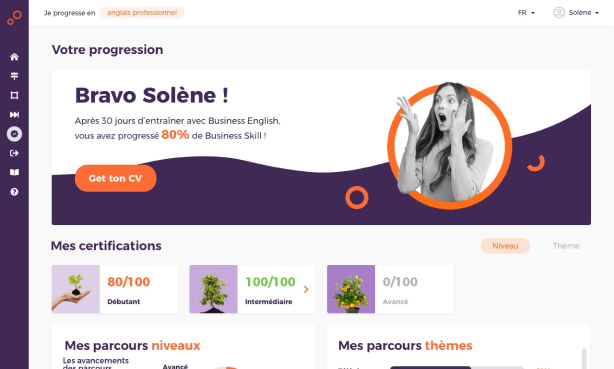 Je progresse en anglais professionnel
FR
Solène
Votre progression
Bravo Solène !
Après 30 jours d'entraîner avec Business English,
vous avez progressé 80% de Business Skill !
Get ton CV
Mes certifications
Niveau
Thème
80/100
Débutant
100/100
Intermédiaire
0/100
Avancé
Mes parcours niveaux
Les avancements
des parcours
Avancé
Mes parcours thèmes